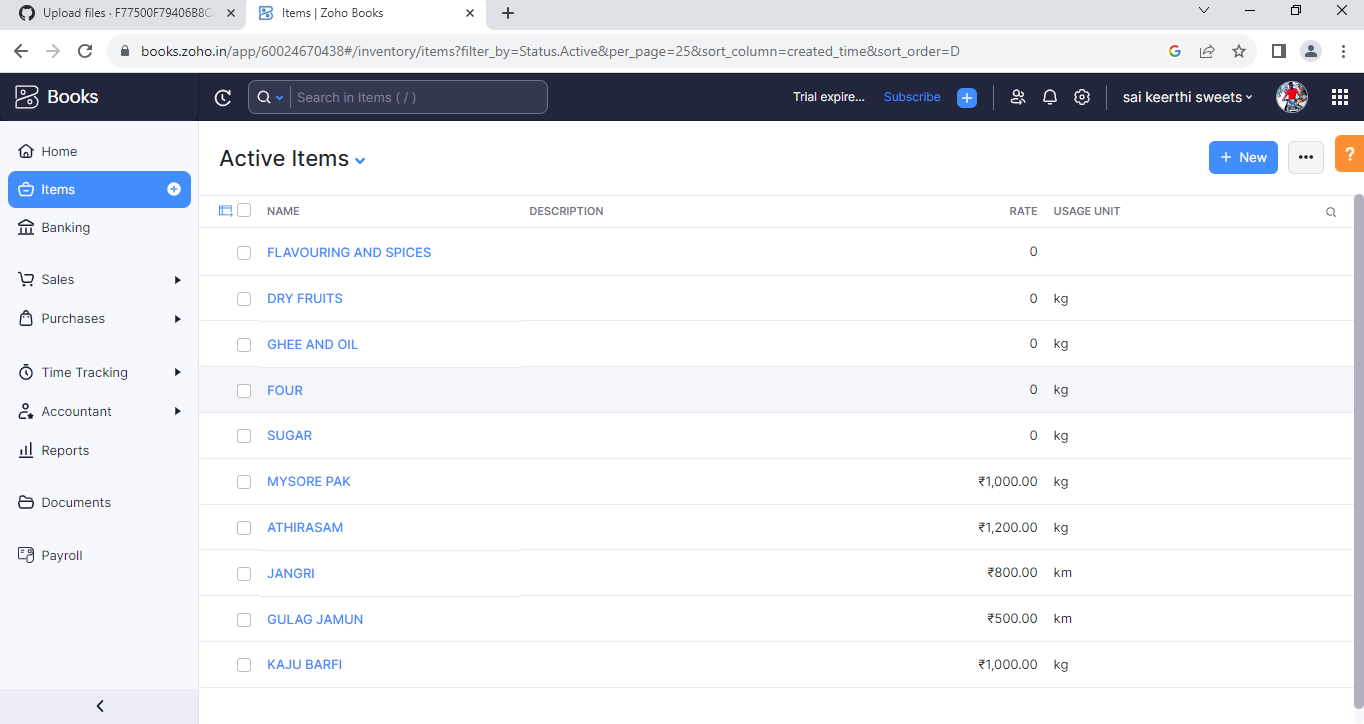 Upload files · F77500F79406B8C
Items | Zoho Books
books.zoho.in/app/60024670438#/inventory/items?filter_by=Status.Active&per_page=25&sort_column=created_time&sort_order=D
Books
Search in Items ( / )
Trial expire...
Subscribe
sai keerthi sweets
Home
Items
Banking
Sales
Purchases
Time Tracking
Accountant
Reports
Documents
Payroll
Active Items
+ New
?
NAME DESCRIPTION RATE USAGE UNIT
FLAVOURING AND SPICES 0
DRY FRUITS 0 kg
GHEE AND OIL 0 kg
FOUR 0 kg
SUGAR 0 kg
MYSORE PAK ₹1,000.00 kg
ATHIRASAM ₹1,200.00 kg
JANGRI ₹800.00 km
GULAG JAMUN ₹500.00 km
KAJU BARFI ₹1,000.00 kg